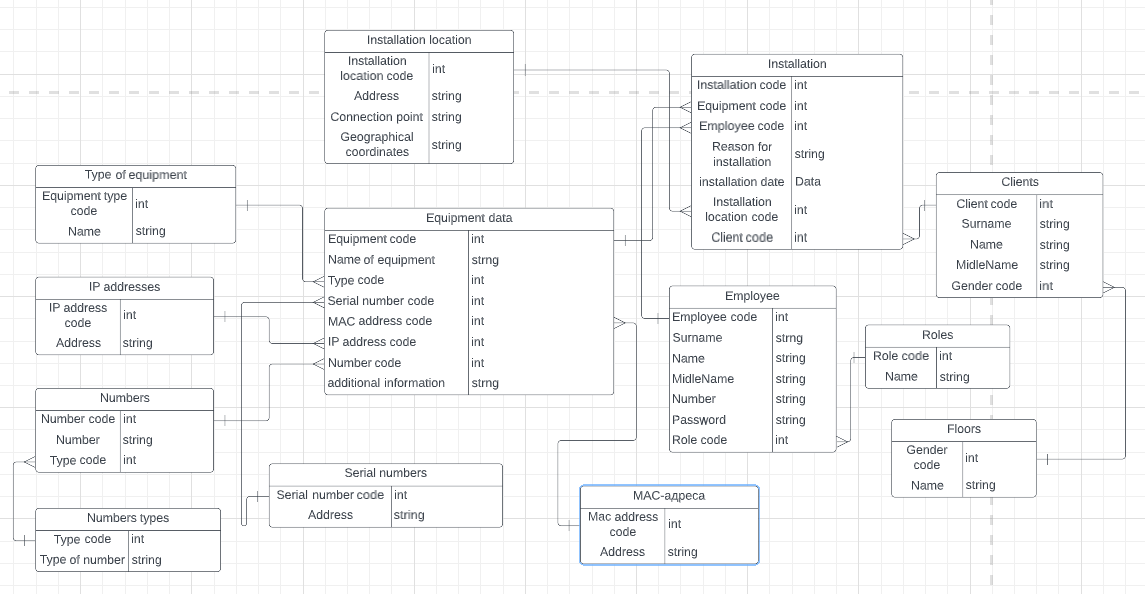 Installation location
Installation
location code
int
Address string
Connection point string
Geographical
coordinates
string
Installation
Installation code int
Equipment code int
Employee code int
Reason for
installation
string
installation date Data
Installation
location code
int
Client code int
Type of equipment
Equipment type
code
int
Name string
Clients
Client code int
Surname string
Name string
MidleName string
Gender code int
Equipment data
Equipment code int
Name of equipment strng
Type code int
Serial number code int
MAC address code int
IP address code int
Number code int
additional information strng
IP addresses
IP address
code
int
Address string
Employee
Employee code int
Surname strng
Name string
MidleName string
Number string
Password string
Role code int
Roles
Role code int
Name string
Numbers
Number code int
Number string
Type code int
Floors
Gender
code
int
Name string
Serial numbers
Serial number code int
Address string
MAC-адреса
Mac address
code
int
Address string
Numbers types
Type code int
Type of number string